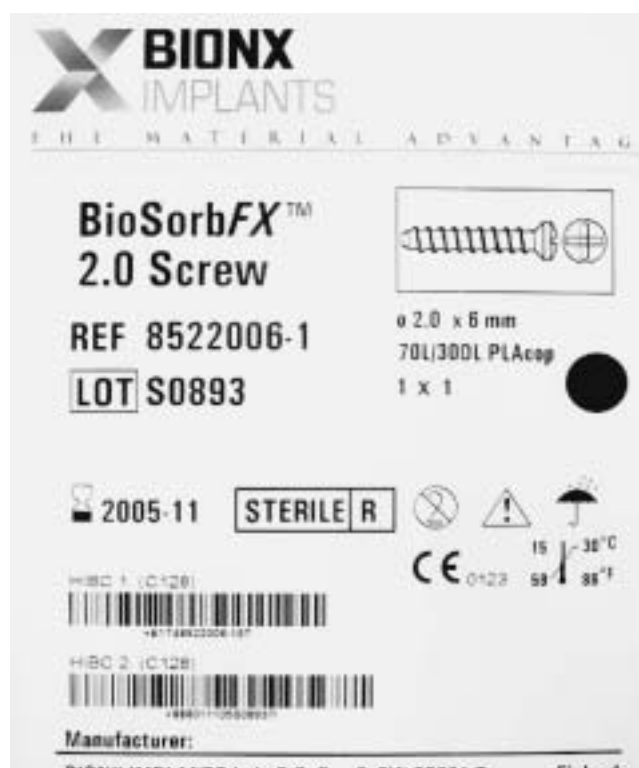 BIONX
IMPLANTS
THE MATERIAL ADVANTAG
BioSorbFX™
2.0 Screw
REF 8522006-1
LOT S0893
ø 2.0 x 6 mm
70L/30DL PLAcop
1 x 1
2005-11
STERILE R
CE 0123
15 30°C
59 86°F
HIBC 1 (C128)
HIBC 2 (C128)
Manufacturer: